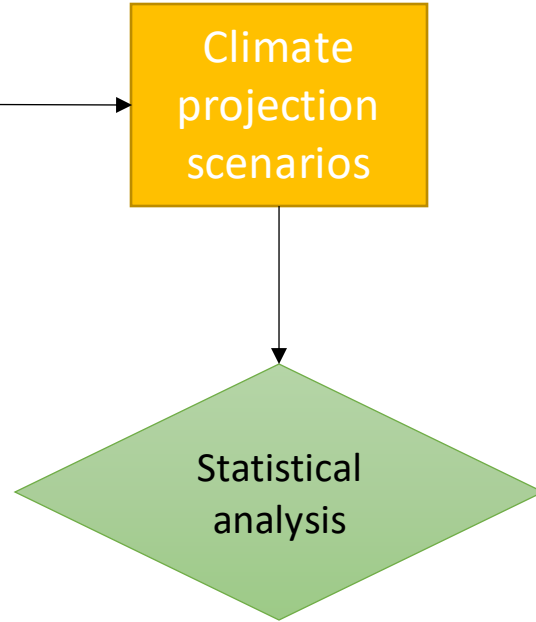 Climate
projection
scenarios
Statistical
analysis